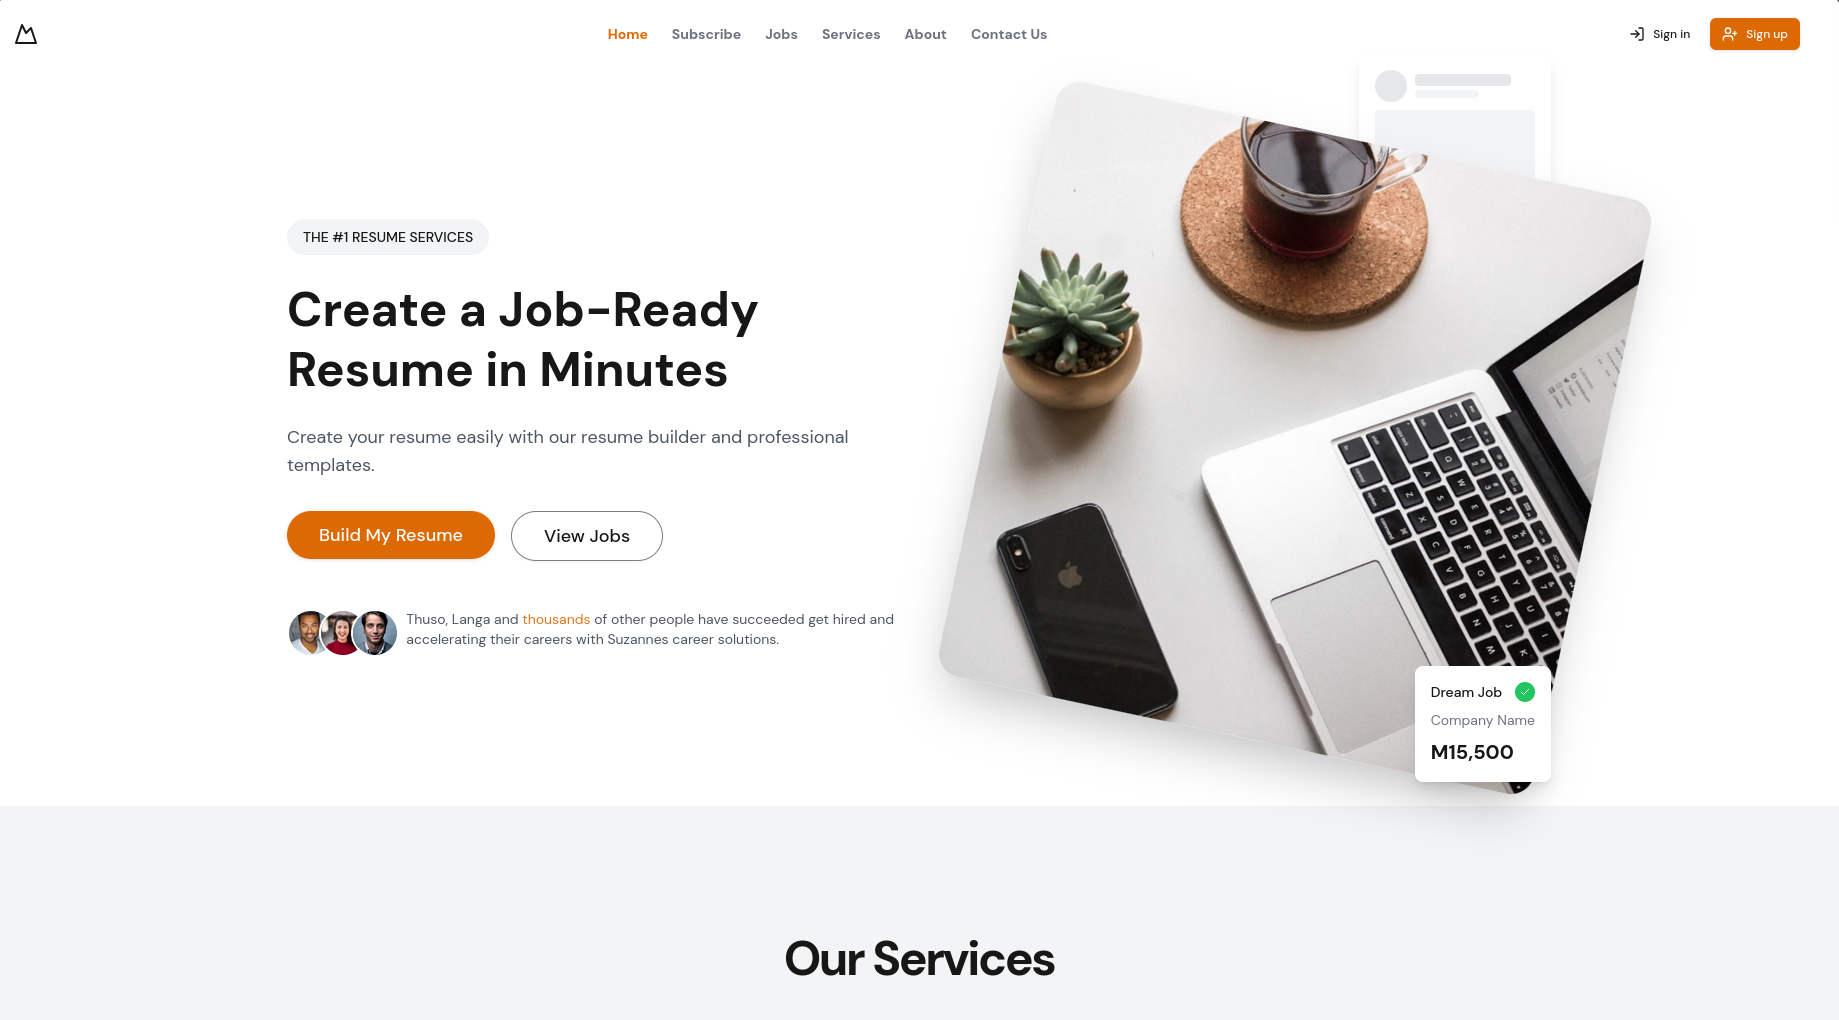 Home Subscribe Jobs Services About Contact Us Sign in Sign up
THE #1 RESUME SERVICES
Create a Job-Ready
Resume in Minutes
Create your resume easily with our resume builder and professional
templates.
Build My Resume View Jobs
Thuso, Langa and thousands of other people have succeeded get hired and
accelerating their careers with Suzannes career solutions.
Dream Job
Company Name
M15,500
Our Services